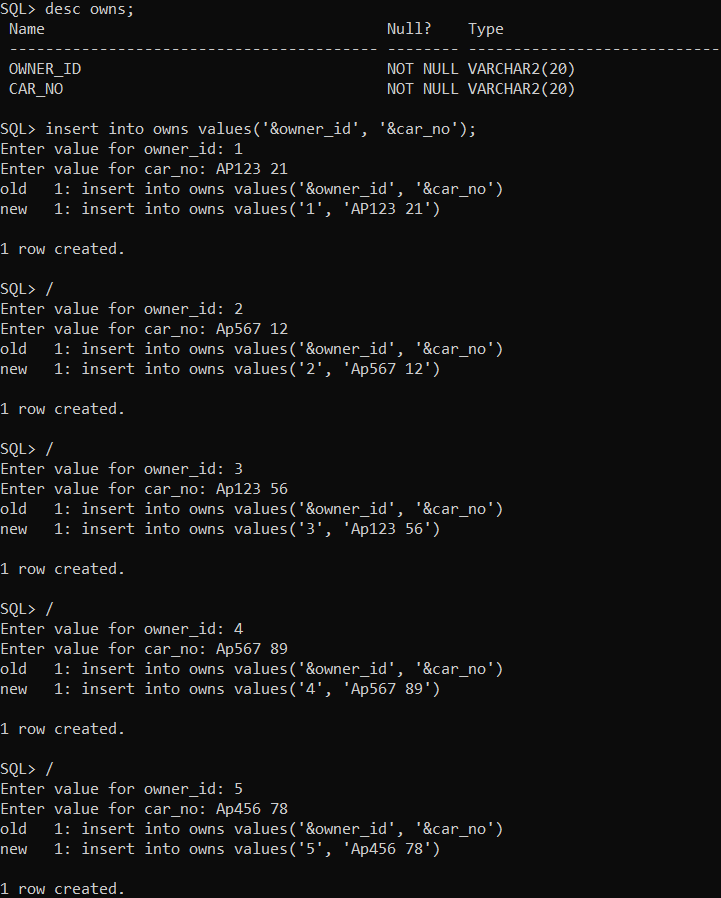 SQL> desc owns;
 Name                                      Null?    Type
 ----------------------------------------- -------- ----------------------------
 OWNER_ID                                  NOT NULL VARCHAR2(20)
 CAR_NO                                    NOT NULL VARCHAR2(20)
SQL> insert into owns values('&owner_id', '&car_no');
Enter value for owner_id: 1
Enter value for car_no: AP123 21
old   1: insert into owns values('&owner_id', '&car_no')
new   1: insert into owns values('1', 'AP123 21')
1 row created.
SQL> /
Enter value for owner_id: 2
Enter value for car_no: Ap567 12
old   1: insert into owns values('&owner_id', '&car_no')
new   1: insert into owns values('2', 'Ap567 12')
1 row created.
SQL> /
Enter value for owner_id: 3
Enter value for car_no: Ap123 56
old   1: insert into owns values('&owner_id', '&car_no')
new   1: insert into owns values('3', 'Ap123 56')
1 row created.
SQL> /
Enter value for owner_id: 4
Enter value for car_no: Ap567 89
old   1: insert into owns values('&owner_id', '&car_no')
new   1: insert into owns values('4', 'Ap567 89')
1 row created.
SQL> /
Enter value for owner_id: 5
Enter value for car_no: Ap456 78
old   1: insert into owns values('&owner_id', '&car_no')
new   1: insert into owns values('5', 'Ap456 78')
1 row created.